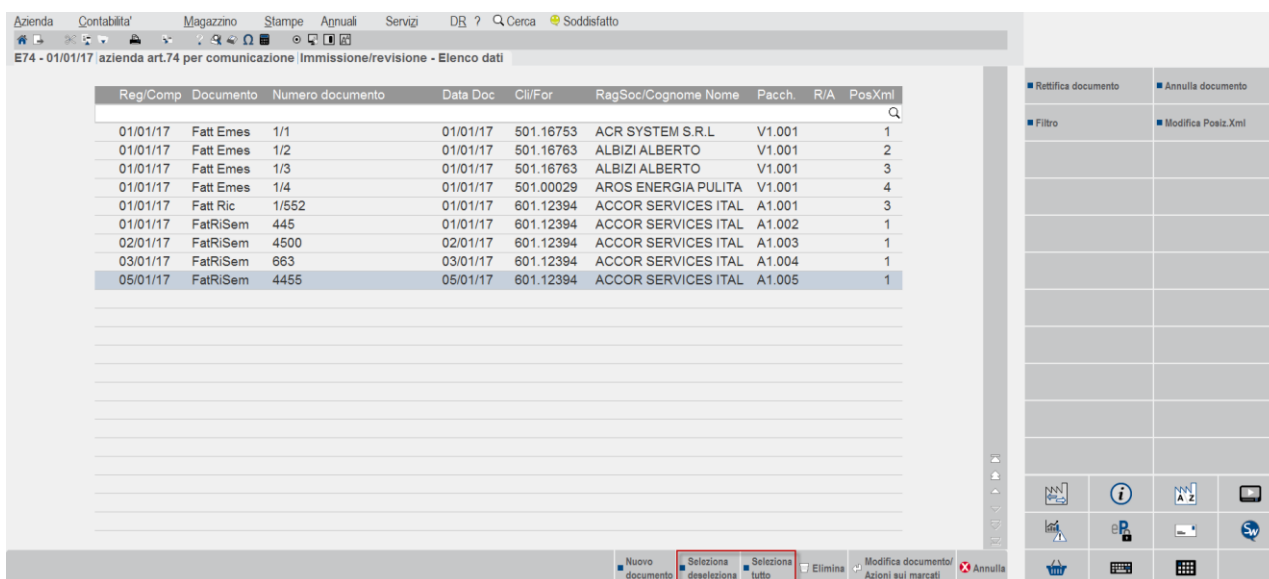 Azienda Contabilita' Magazzino Stampe Annuali Servizi DR ? Cerca Soddisfatto
E74 - 01/01/17 azienda art.74 per comunicazione Immissione/revisione - Elenco dati
Reg/Comp Documento Numero documento Data Doc Cli/For RagSoc/Cognome Nome Pacch. R/A PosXml
01/01/17 Fatt Emes 1/1 01/01/17 501.16753 ACR SYSTEM S.R.L V1.001 1
01/01/17 Fatt Emes 1/2 01/01/17 501.16763 ALBIZI ALBERTO V1.001 2
01/01/17 Fatt Emes 1/3 01/01/17 501.16763 ALBIZI ALBERTO V1.001 3
01/01/17 Fatt Emes 1/4 01/01/17 501.00029 AROS ENERGIA PULITA V1.001 4
01/01/17 Fatt Ric 1/552 01/01/17 601.12394 ACCOR SERVICES ITAL A1.001 3
01/01/17 FatRiSem 445 01/01/17 601.12394 ACCOR SERVICES ITAL A1.002 1
02/01/17 FatRiSem 4500 02/01/17 601.12394 ACCOR SERVICES ITAL A1.003 1
03/01/17 FatRiSem 663 03/01/17 601.12394 ACCOR SERVICES ITAL A1.004 1
05/01/17 FatRiSem 4455 05/01/17 601.12394 ACCOR SERVICES ITAL A1.005 1
Rettifica documento Annulla documento
Filtro Modifica Posiz.Xml
A Z
eP
Sw
Nuovo documento
Seleziona deseleziona
Seleziona tutto
Elimina
Modifica documento/
Azioni sui marcati
Annulla